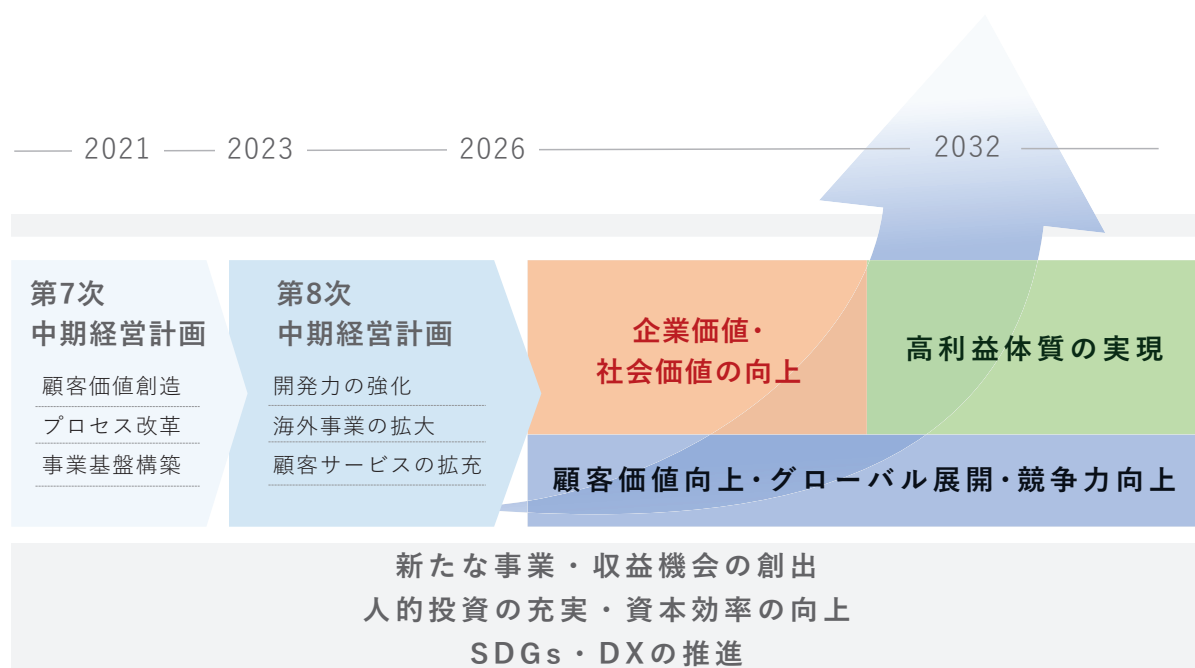 2021
2023
2026
2032
第7次
中期経営計画
顧客価値創造
プロセス改革
事業基盤構築
第8次
中期経営計画
開発力の強化
海外事業の拡大
顧客サービスの拡充
企業価値・
社会価値の向上
高利益体質の実現
顧客価値向上・グローバル展開・競争力向上
新たな事業・収益機会の創出
人的投資の充実・資本効率の向上
SDGs・DXの推進